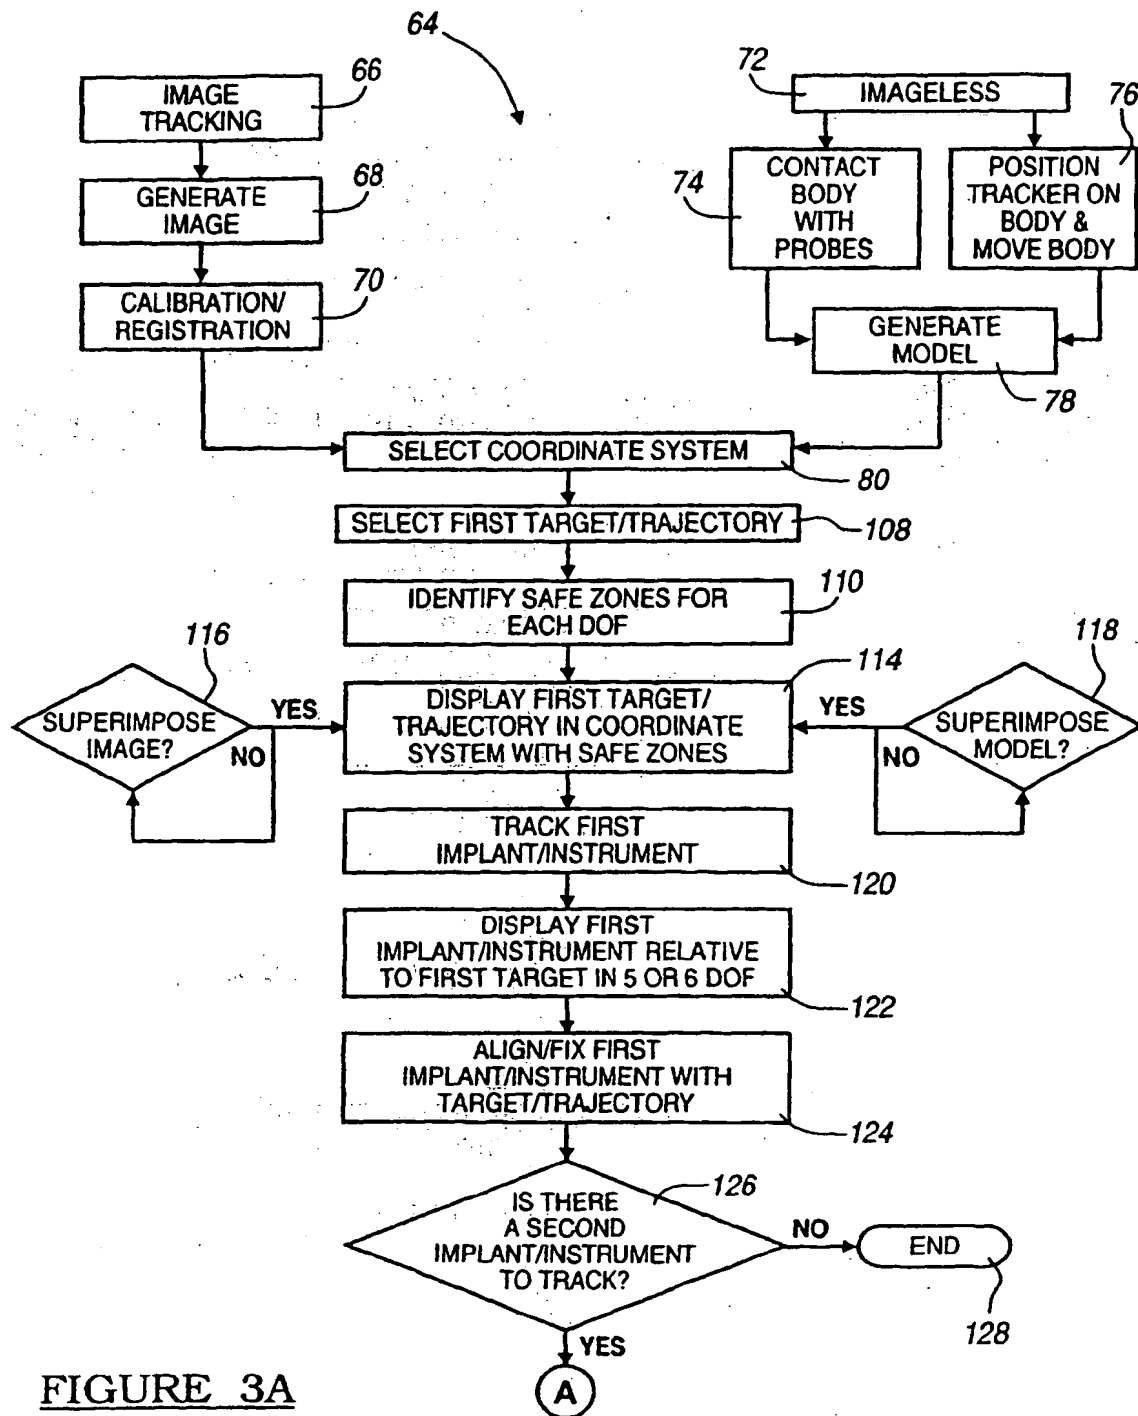 64
66
IMAGE
TRACKING
68
GENERATE
IMAGE
70
CALIBRATION/
REGISTRATION
72
IMAGELESS
74
CONTACT
BODY
WITH
PROBES
76
POSITION
TRACKER ON
BODY &
MOVE BODY
GENERATE
MODEL
78
SELECT COORDINATE SYSTEM
80
SELECT FIRST TARGET/TRAJECTORY
108
IDENTIFY SAFE ZONES FOR
EACH DOF
110
116
SUPERIMPOSE
IMAGE?
YES
NO
114
DISPLAY FIRST TARGET/
TRAJECTORY IN COORDINATE
SYSTEM WITH SAFE ZONES
118
SUPERIMPOSE
MODEL?
YES
NO
TRACK FIRST
IMPLANT/INSTRUMENT
120
DISPLAY FIRST
IMPLANT/INSTRUMENT RELATIVE
TO FIRST TARGET IN 5 OR 6 DOF
122
ALIGN/FIX FIRST
IMPLANT/INSTRUMENT WITH
TARGET/TRAJECTORY
124
126
IS THERE
A SECOND
IMPLANT/INSTRUMENT
TO TRACK?
NO
END
128
YES
A
FIGURE 3A